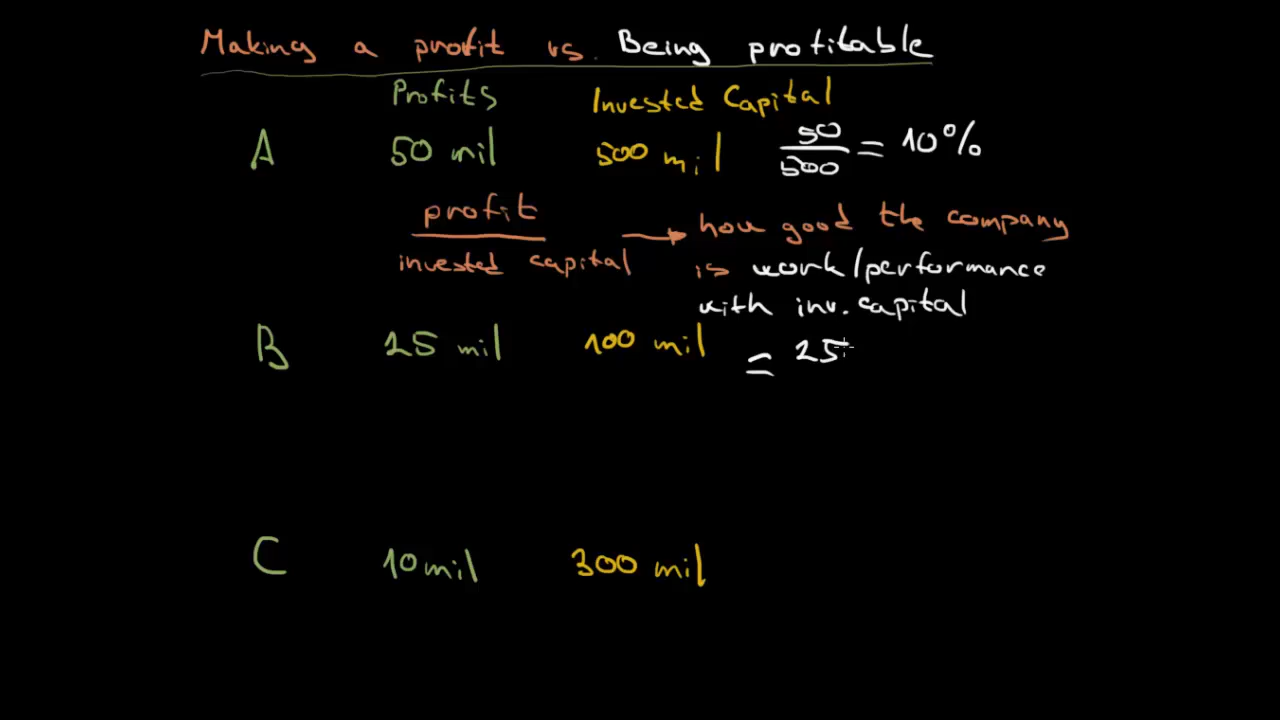 Making a profit vs. Being profitable
Profits Invested Capital
A 50 mil 500 mil 50/500 = 10%
profit
invested capital → how good the company
is work/performance
with inv. capital
B 25 mil 100 mil = 25
C 10 mil 300 mil